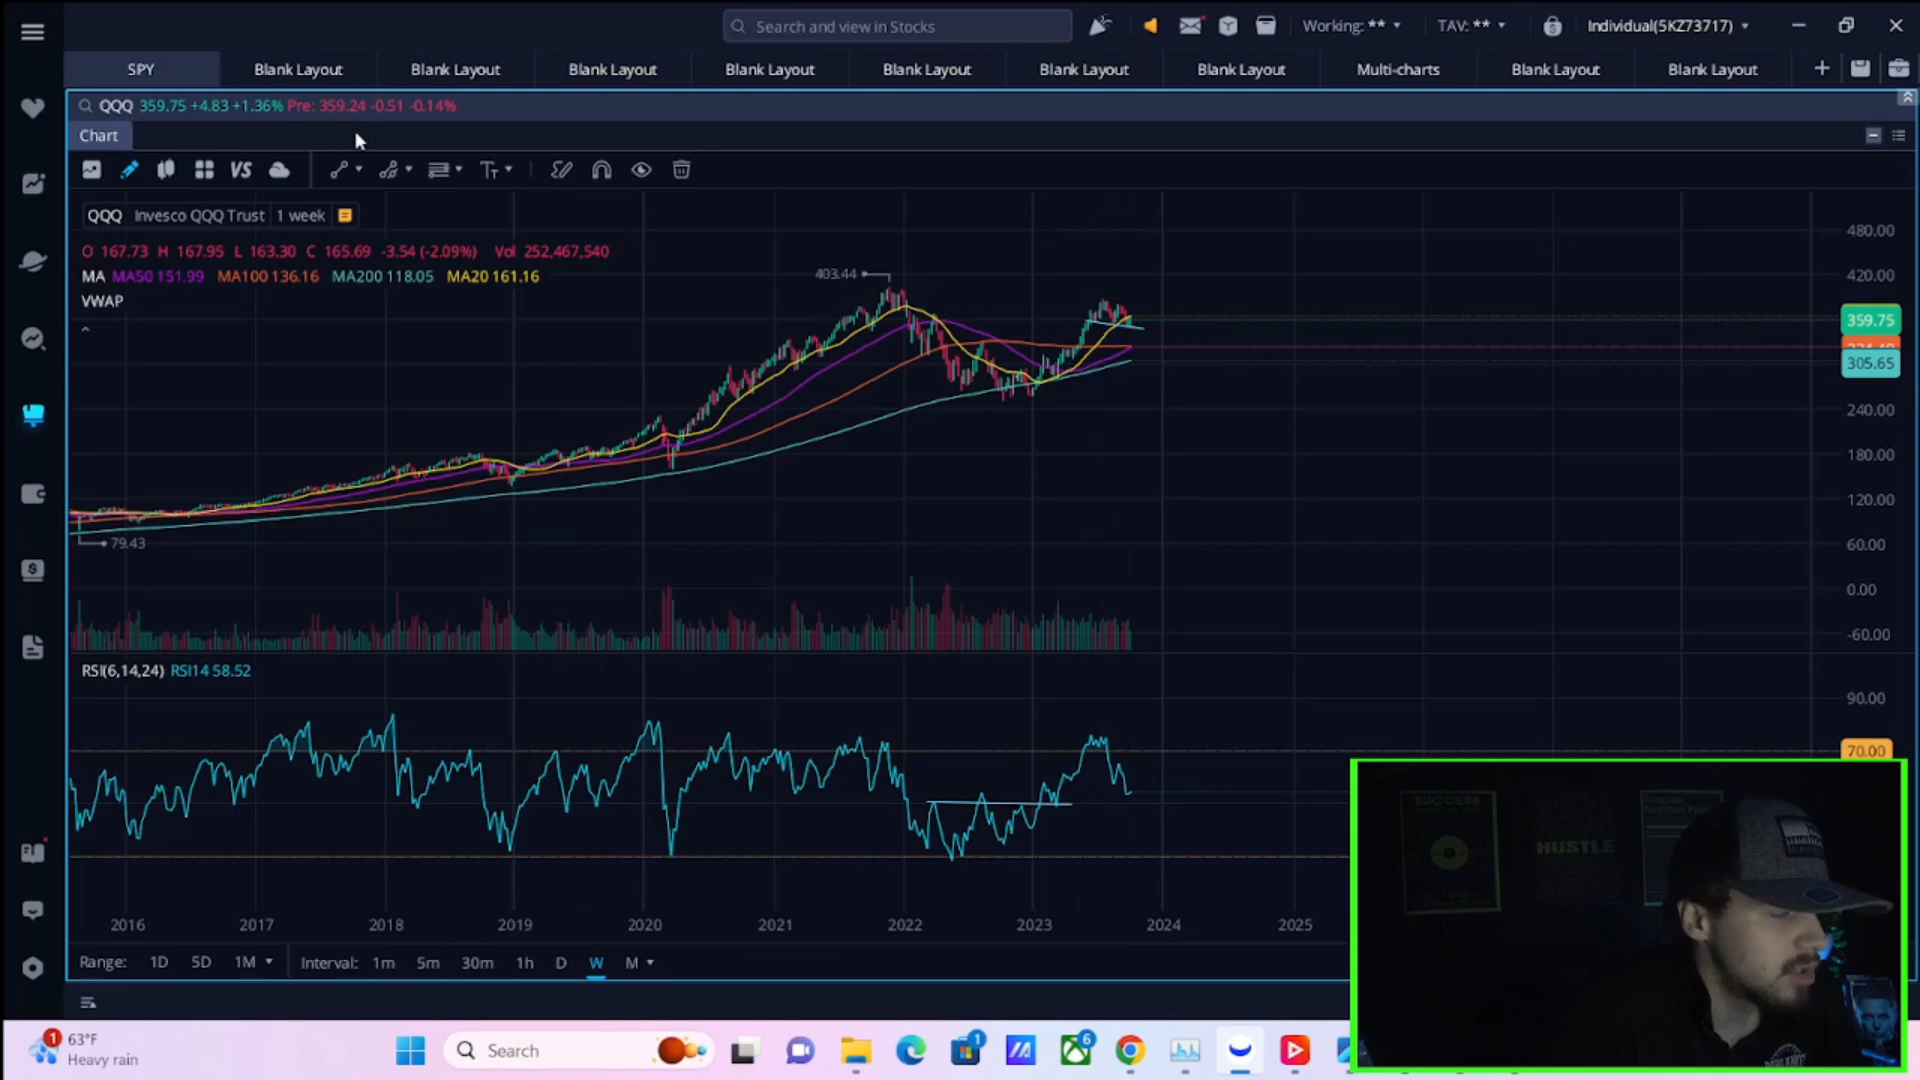 Search and view in Stocks
Working: **
TAV: **
Individual(5KZ73717)
SPY
Blank Layout
Blank Layout
Blank Layout
Blank Layout
Blank Layout
Blank Layout
Blank Layout
Multi-charts
Blank Layout
Blank Layout
QQQ 359.75 +4.83 +1.36% Pre: 359.24 -0.51 -0.14%
Chart
VS
QQQ Invesco QQQ Trust 1 week
O 167.73 H 167.95 L 163.30 C 165.69 -3.54 (-2.09%) Vol 252,467,540
MA MA50 151.99 MA100 136.16 MA200 118.05 MA20 161.16
VWAP
403.44
79.43
480.00
420.00
359.75
305.65
240.00
180.00
120.00
60.00
0.00
-60.00
RSI(6,14,24) RSI14 58.52
90.00
70.00
SUCCESS
HUSTLE
2016 2017 2018 2019 2020 2021 2022 2023 2024 2025
Range: 1D 5D 1M Interval: 1m 5m 30m 1h D W M
1
63°F
Heavy rain
Search
1
6